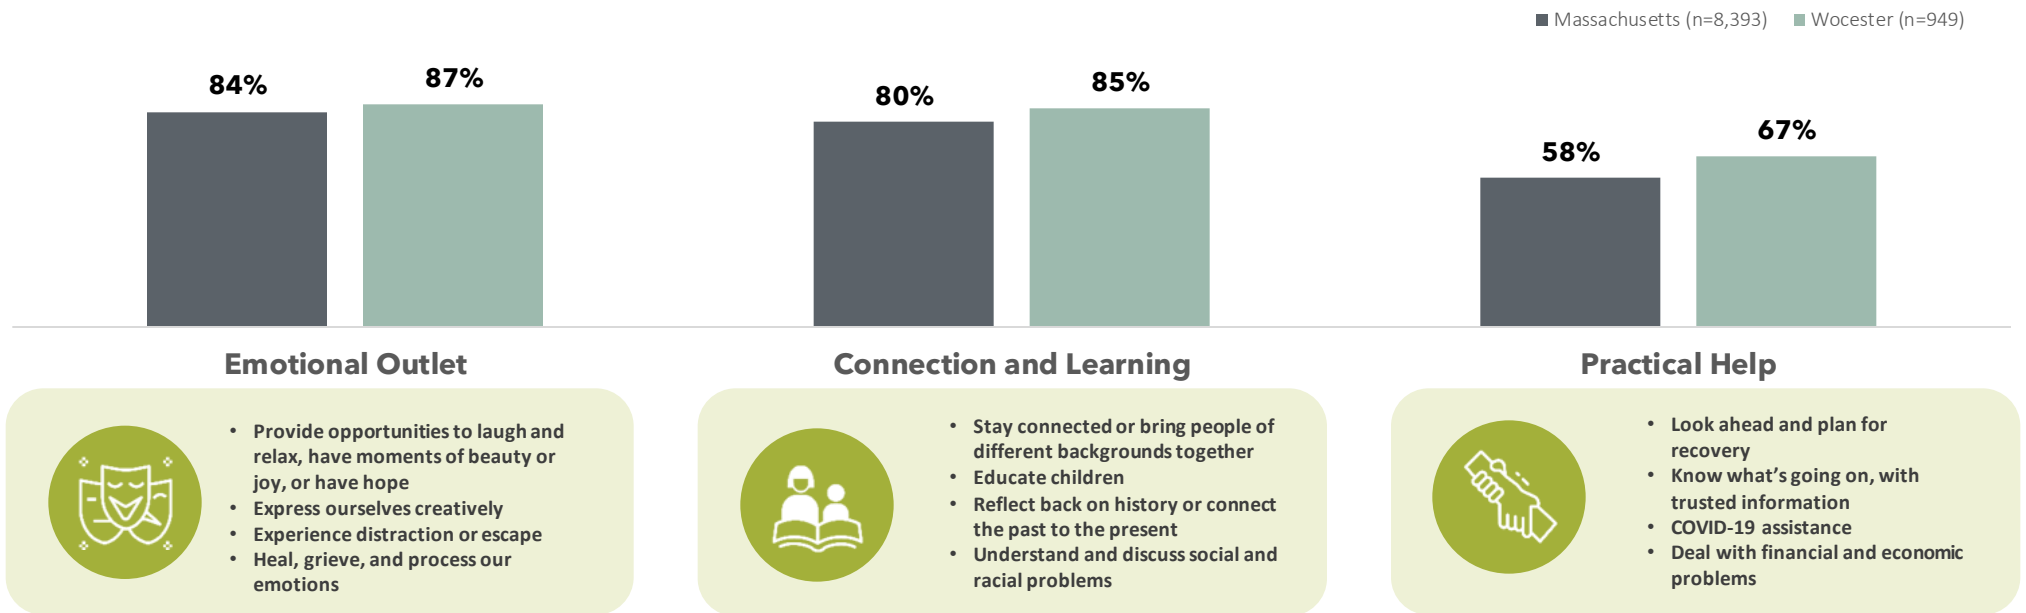 Massachusetts (n=8,393) Wocester (n=949)
84% 87% 80% 85% 58% 67%
Emotional Outlet
• Provide opportunities to laugh and
relax, have moments of beauty or
joy, or have hope
• Express ourselves creatively
• Experience distraction or escape
• Heal, grieve, and process our
emotions
Connection and Learning
• Stay connected or bring people of
different backgrounds together
• Educate children
• Reflect back on history or connect
the past to the present
• Understand and discuss social and
racial problems
Practical Help
• Look ahead and plan for
recovery
• Know what's going on, with
trusted information
• COVID-19 assistance
• Deal with financial and economic
problems